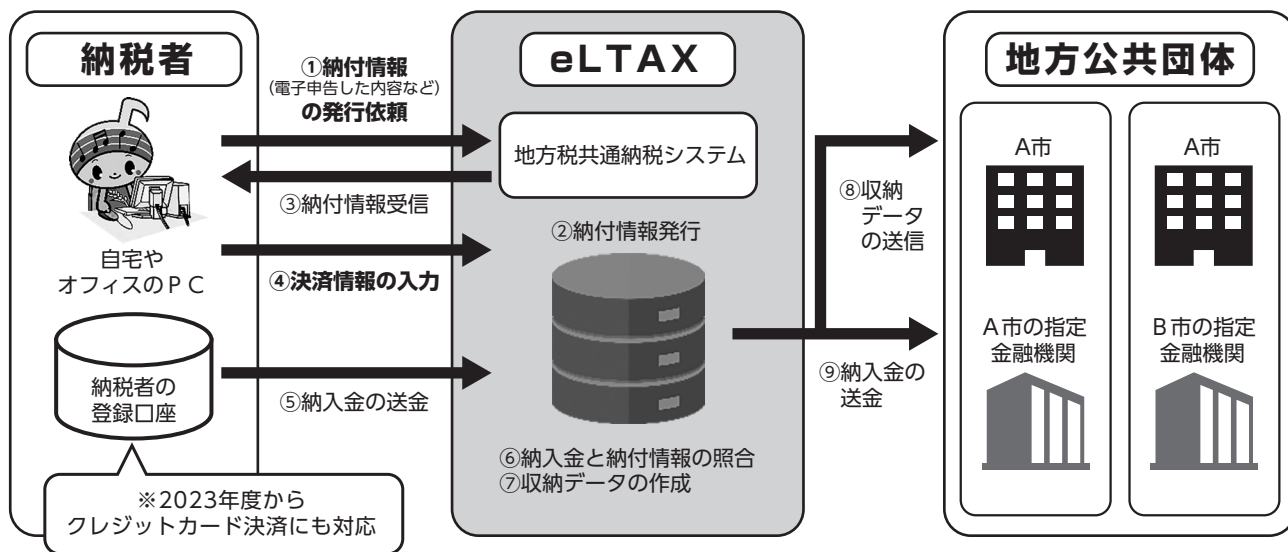 納税者
①納付情報
(電子申告した内容など)
の発行依頼
③納付情報受信
自宅や
オフィスのPC
④決済情報の入力
納税者の
登録口座
⑤納入金の送金
※2023年度から
クレジットカード決済にも対応
eLTAX
地方税共通納税システム
②納付情報発行
⑥納入金と納付情報の照合
⑦収納データの作成
⑧収納
データ
の送信
⑨納入金の
送金
地方公共団体
A市
A市の指定
金融機関
A市
B市の指定
金融機関